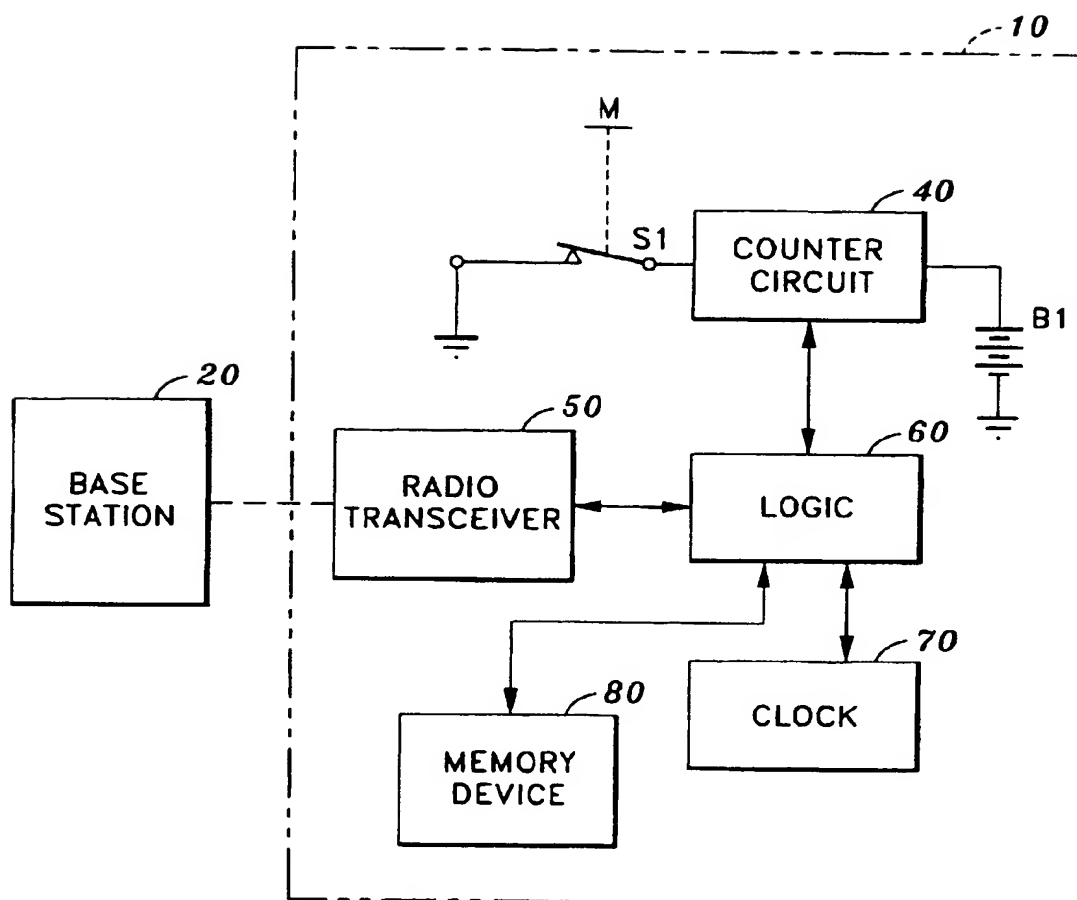 10
M
40
S1
COUNTER
CIRCUIT
B1
20
50
60
BASE
STATION
RADIO
TRANSCEIVER
LOGIC
70
80
CLOCK
MEMORY
DEVICE